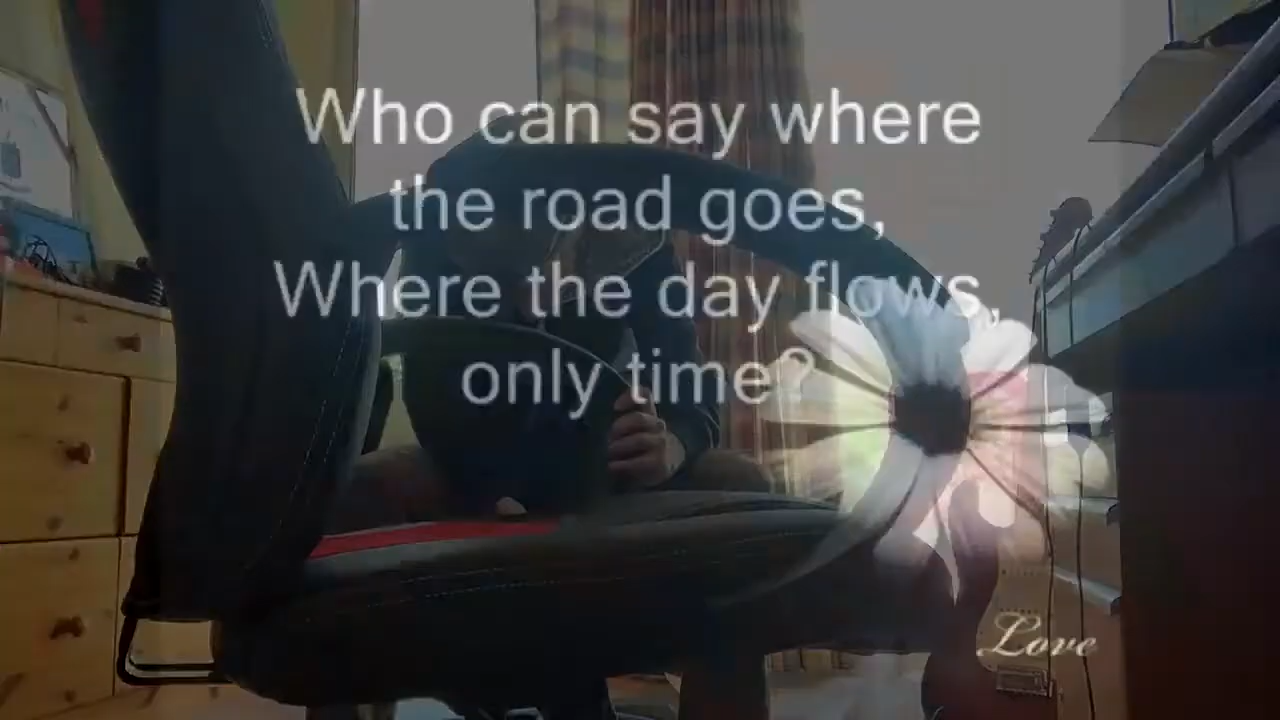 Who can say where
the road goes,
Where the day flows,
only time?
Love